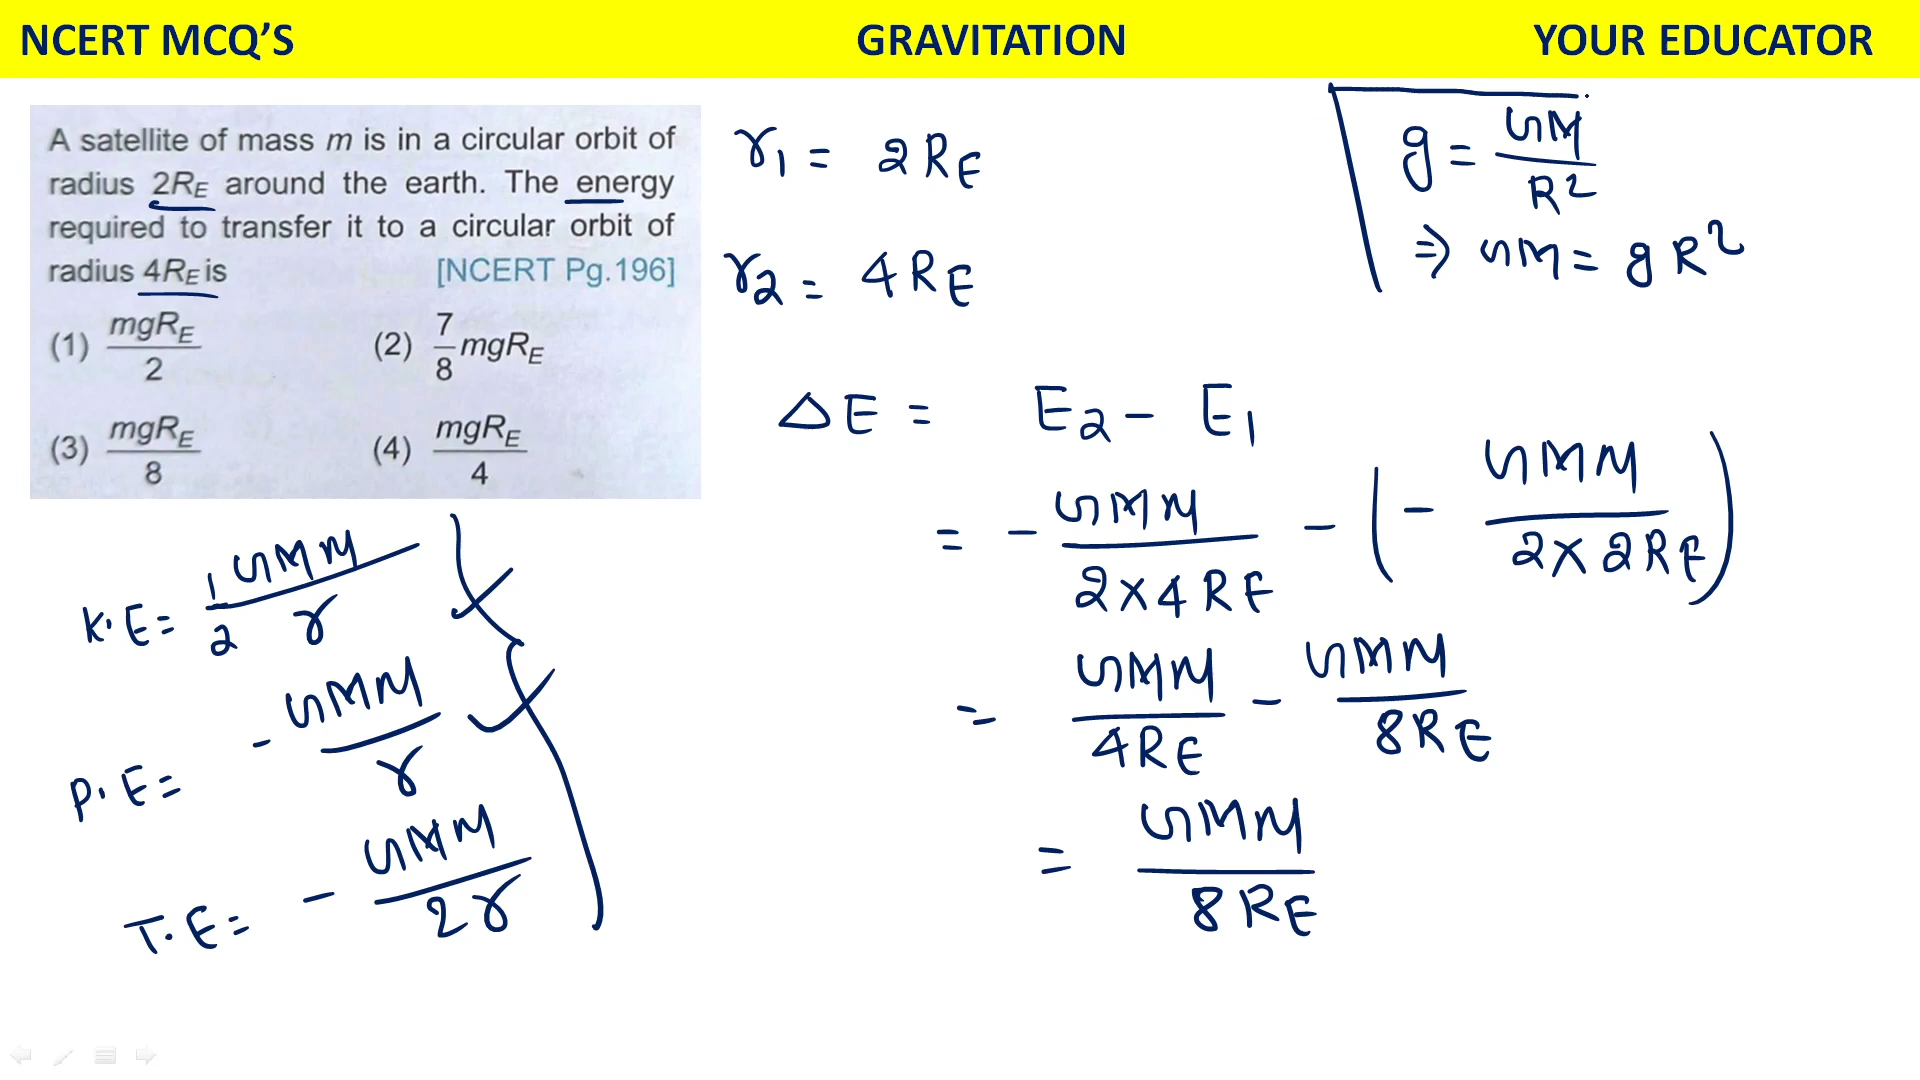 NCERT MCQ’S GRAVITATION YOUR EDUCATOR
A satellite of mass m is in a circular orbit of
radius 2R_E around the earth. The energy
required to transfer it to a circular orbit of
radius 4R_E is [NCERT Pg.196]
(1) mgR_E/2 (2) 7/8 mgR_E
(3) mgR_E/8 (4) mgR_E/4
K.E = 1/2 GMM/r
P.E = - GMM/r
T.E = - GMM/2r
r1 = 2R_E
r2 = 4R_E
g = GM/R²
⇒ GM = gR²
ΔE = E2 - E1
= - GMM/2×4R_E - (- GMM/2×2R_E)
= GMM/4R_E - GMM/8R_E
= GMM/8R_E